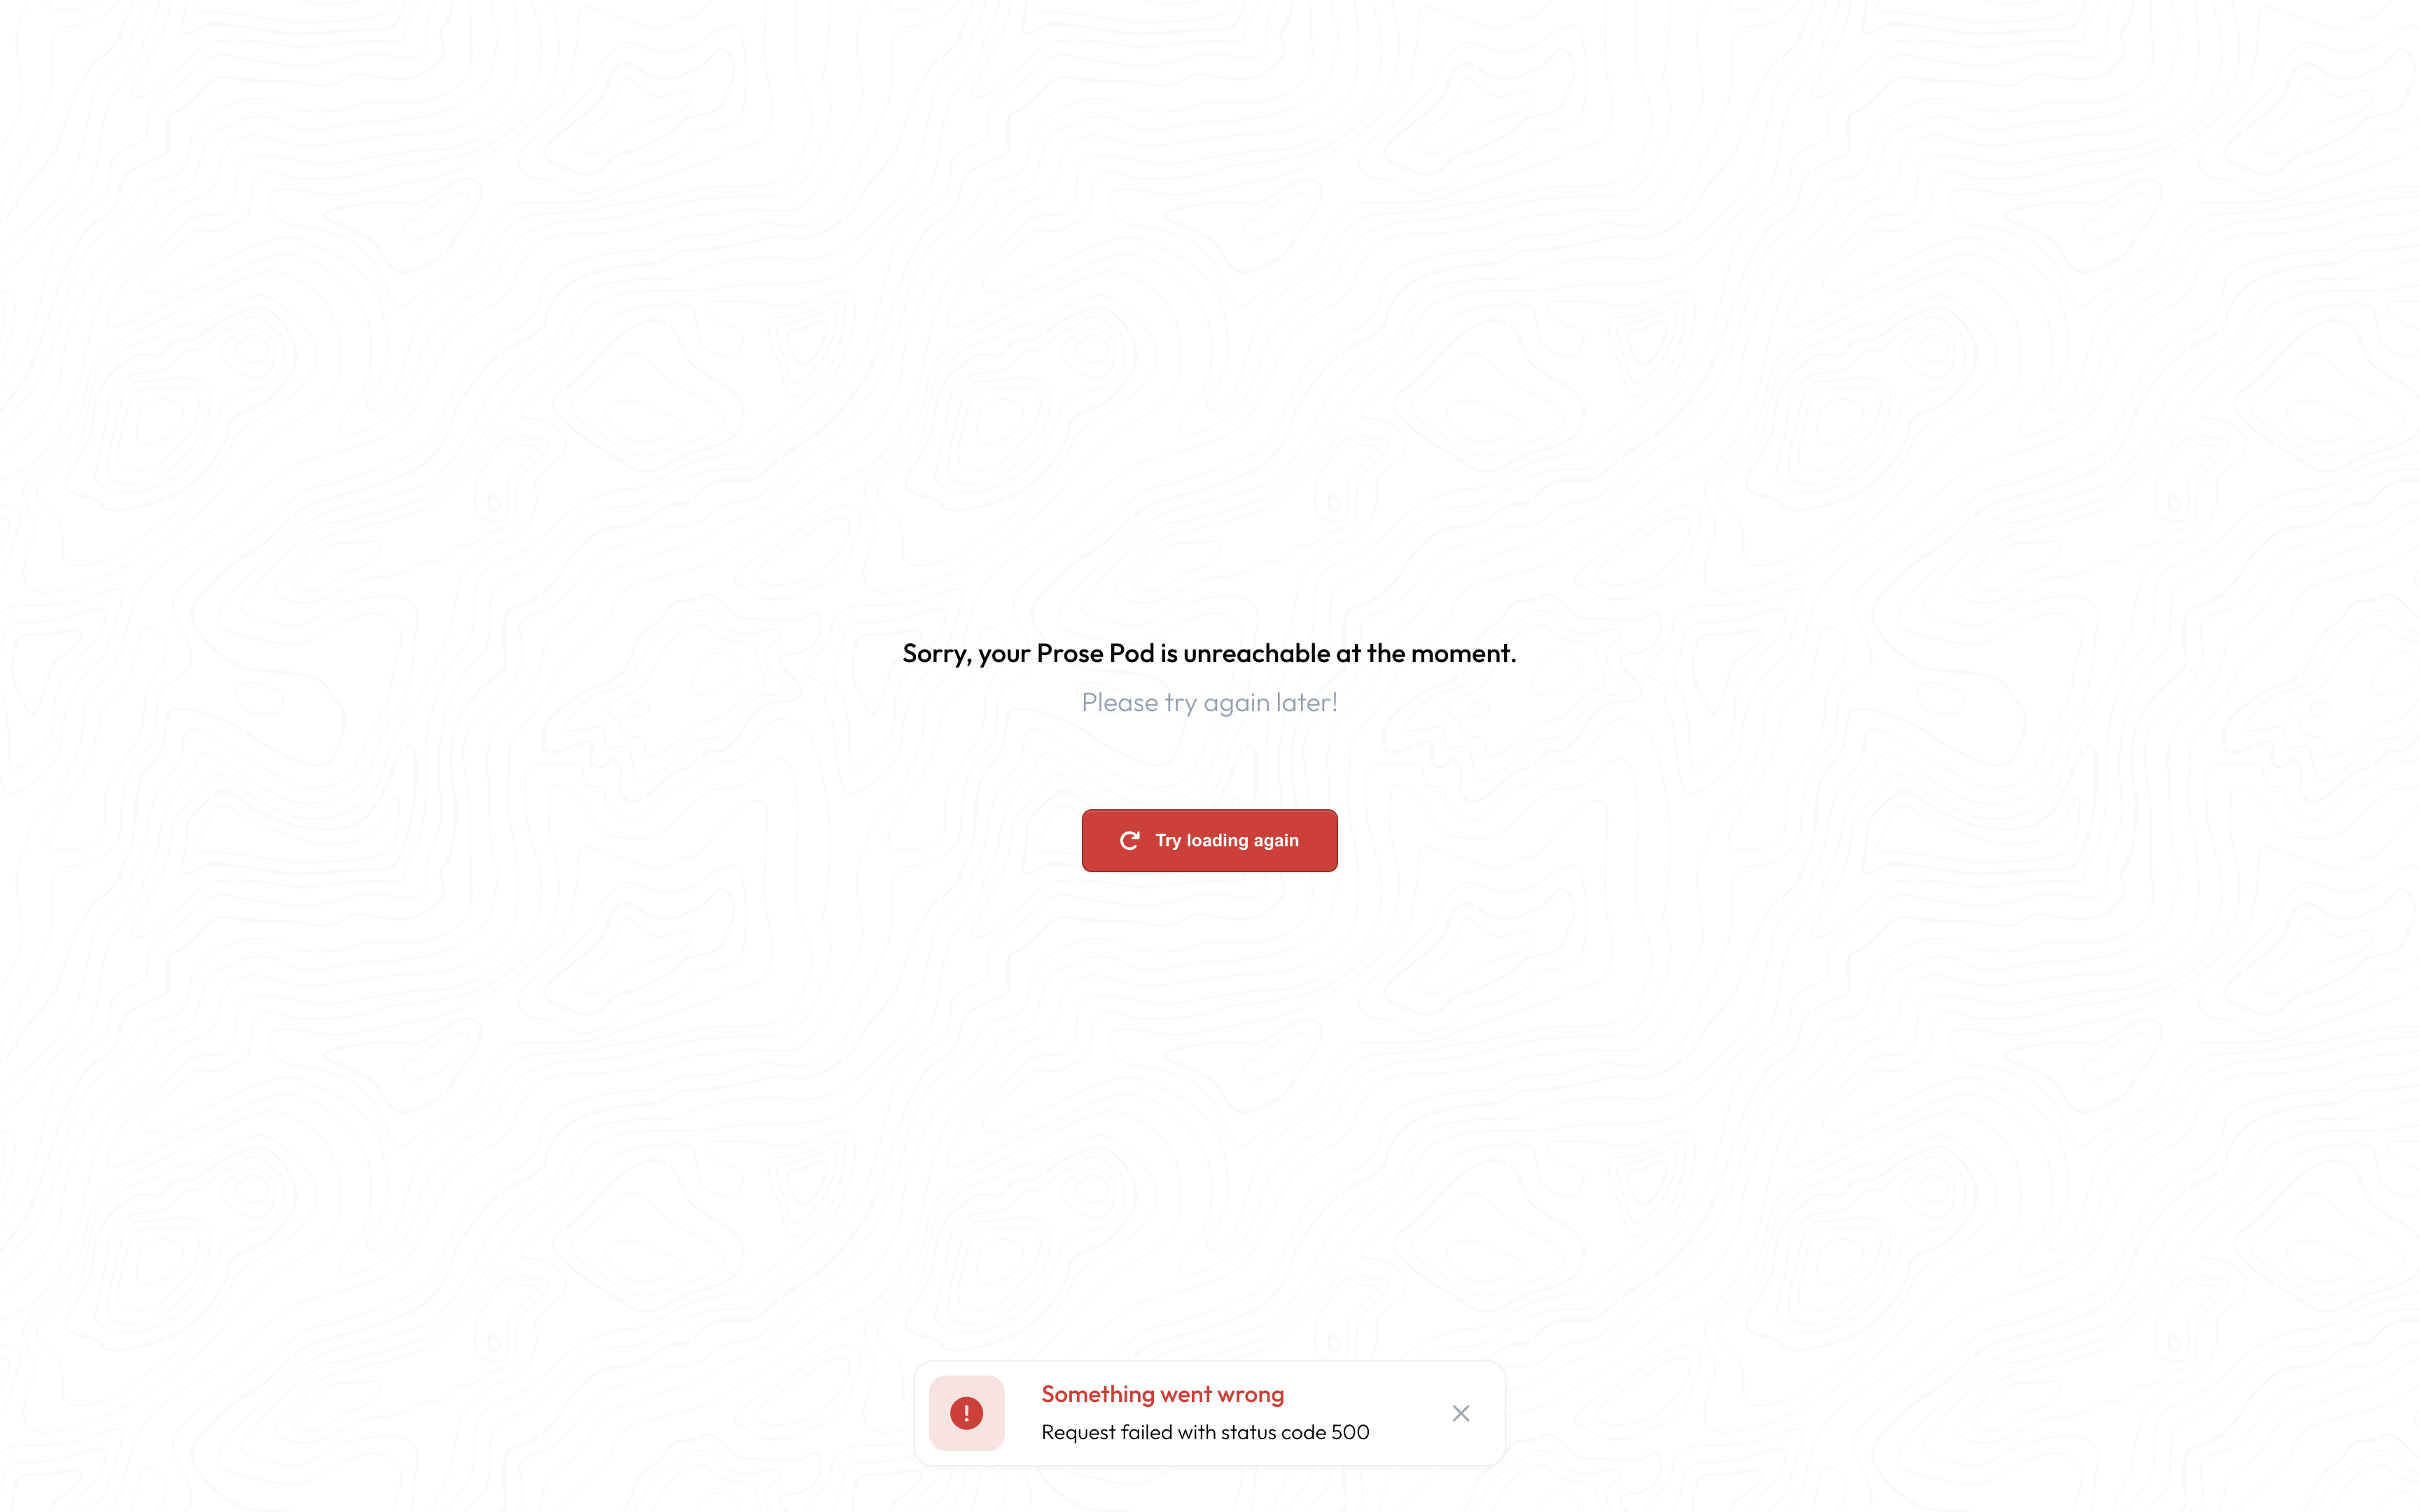 Sorry, your Prose Pod is unreachable at the moment.
Please try again later!
Try loading again
Something went wrong
Request failed with status code 500